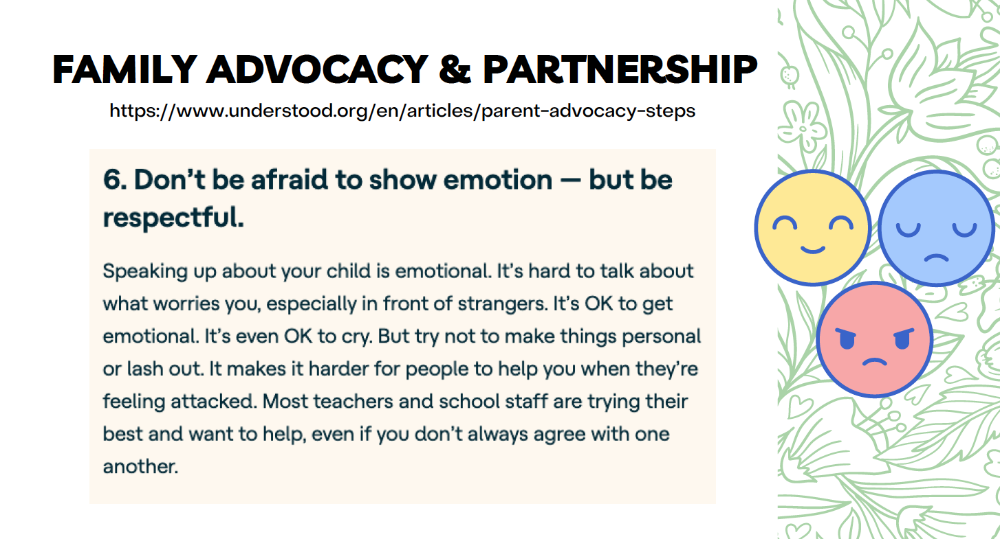 FAMILY ADVOCACY & PARTNERSHIP
https://www.understood.org/en/articles/parent-advocacy-steps
6. Don’t be afraid to show emotion — but be
respectful.
Speaking up about your child is emotional. It’s hard to talk about
what worries you, especially in front of strangers. It’s OK to get
emotional. It’s even OK to cry. But try not to make things personal
or lash out. It makes it harder for people to help you when they’re
feeling attacked. Most teachers and school staff are trying their
best and want to help, even if you don’t always agree with one
another.